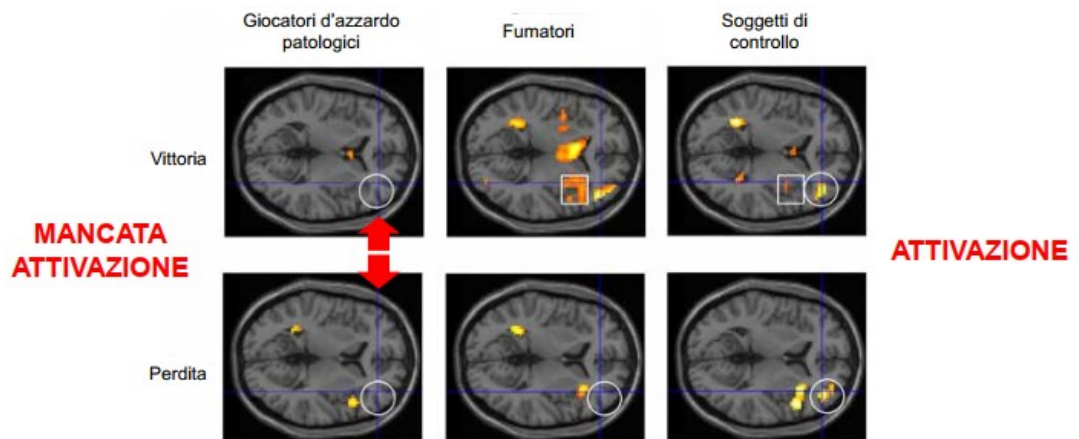 Giocatori d'azzardo
patologici
Fumatori
Soggetti di
controllo
Vittoria
MANCATA
ATTIVAZIONE
ATTIVAZIONE
Perdita